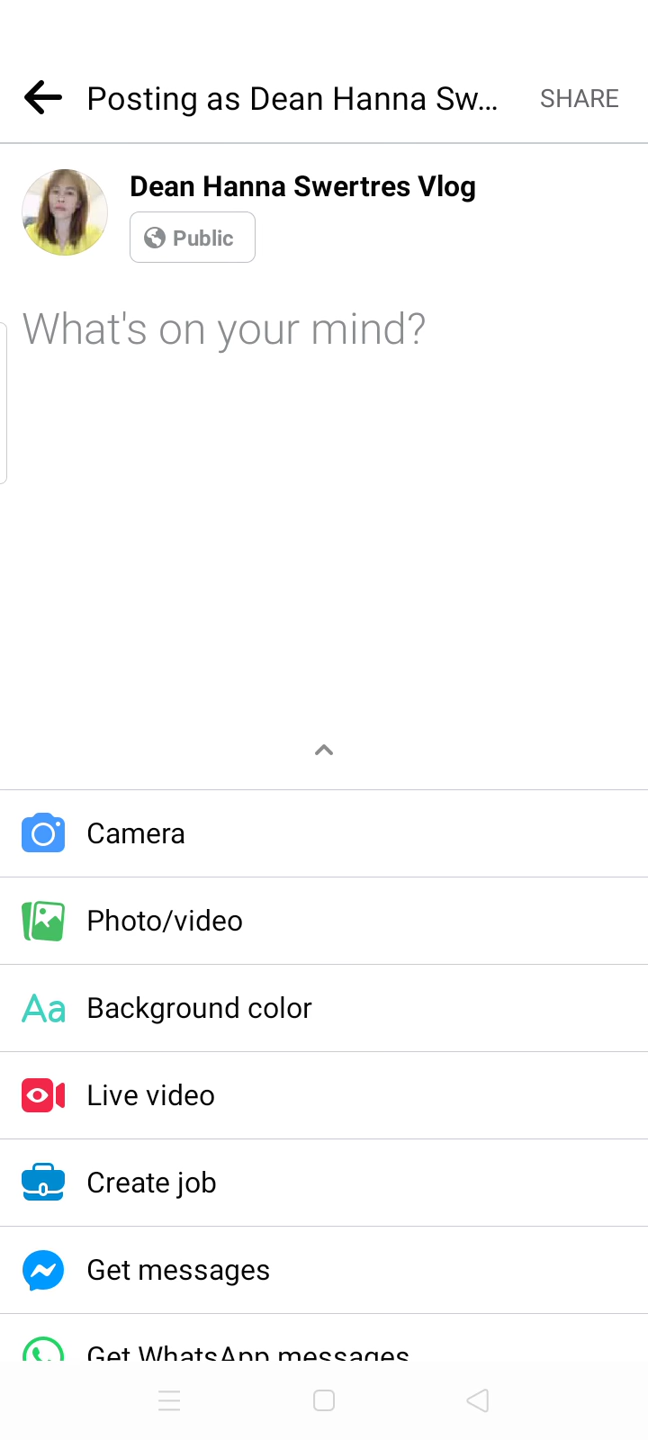 Posting as Dean Hanna Sw... SHARE
Dean Hanna Swertres Vlog
Public
What's on your mind?
Camera
Photo/video
Aa Background color
Live video
Create job
Get messages
Get WhatsApp messages